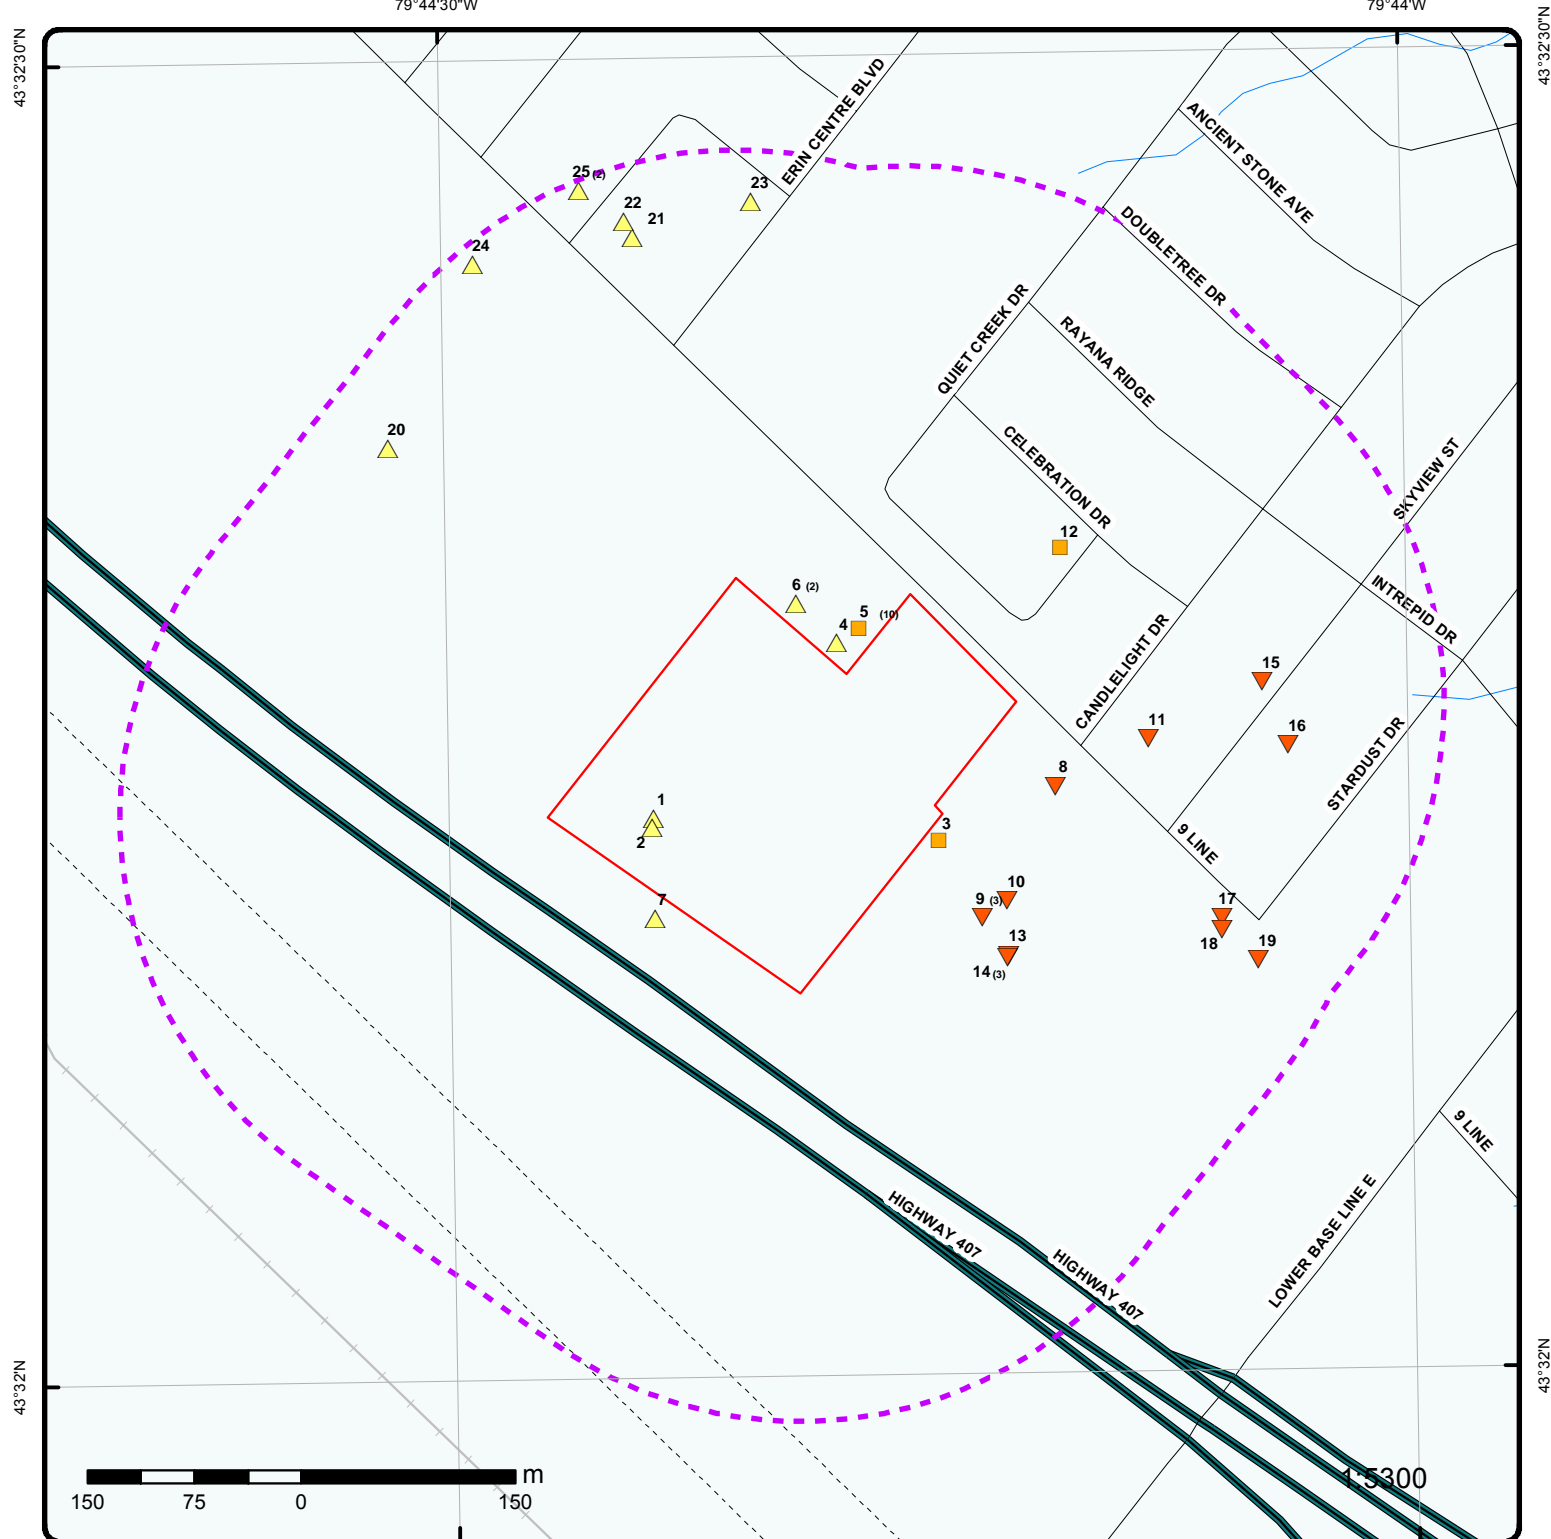 79°44'30"W
79°44'W
43°32'30"N
43°32'30"N
ERIN CENTRE BLVD
ANCIENT STONE AVE
25 (2)
23
22
21
24
DOUBLETREE DR
QUIET CREEK DR
RAYANA RIDGE
20
CELEBRATION DR
SKYVIEW ST
12
6 (2)
5 (10)
4
INTREPID DR
CANDLELIGHT DR
15
11
16
STARDUST DR
8
1
2
3
9 LINE
7
10
9 (3)
17
13
18
19
14 (3)
9 LINE
LOWER BASE LINE E
HIGHWAY 407
HIGHWAY 407
43°32'N
43°32'N
m
1:5300
150
75
0
150